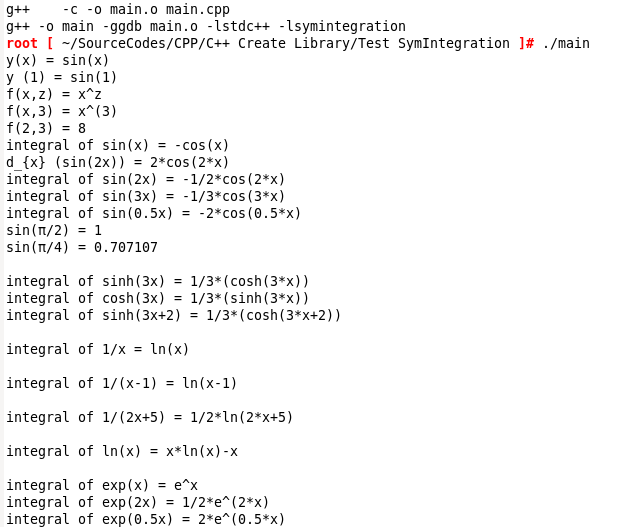 g++    -c -o main.o main.cpp
g++ -o main -ggdb main.o -lstdc++ -lsymintegration
root [ ~/SourceCodes/CPP/C++ Create Library/Test SymIntegration ]# ./main
y(x) = sin(x)
y (1) = sin(1)
f(x,z) = x^z
f(x,3) = x^(3)
f(2,3) = 8
integral of sin(x) = -cos(x)
d_{x} (sin(2x)) = 2*cos(2*x)
integral of sin(2x) = -1/2*cos(2*x)
integral of sin(3x) = -1/3*cos(3*x)
integral of sin(0.5x) = -2*cos(0.5*x)
sin(π/2) = 1
sin(π/4) = 0.707107
integral of sinh(3x) = 1/3*(cosh(3*x))
integral of cosh(3x) = 1/3*(sinh(3*x))
integral of sinh(3x+2) = 1/3*(cosh(3*x+2))
integral of 1/x = ln(x)
integral of 1/(x-1) = ln(x-1)
integral of 1/(2x+5) = 1/2*ln(2*x+5)
integral of ln(x) = x*ln(x)-x
integral of exp(x) = e^x
integral of exp(2x) = 1/2*e^(2*x)
integral of exp(0.5x) = 2*e^(0.5*x)